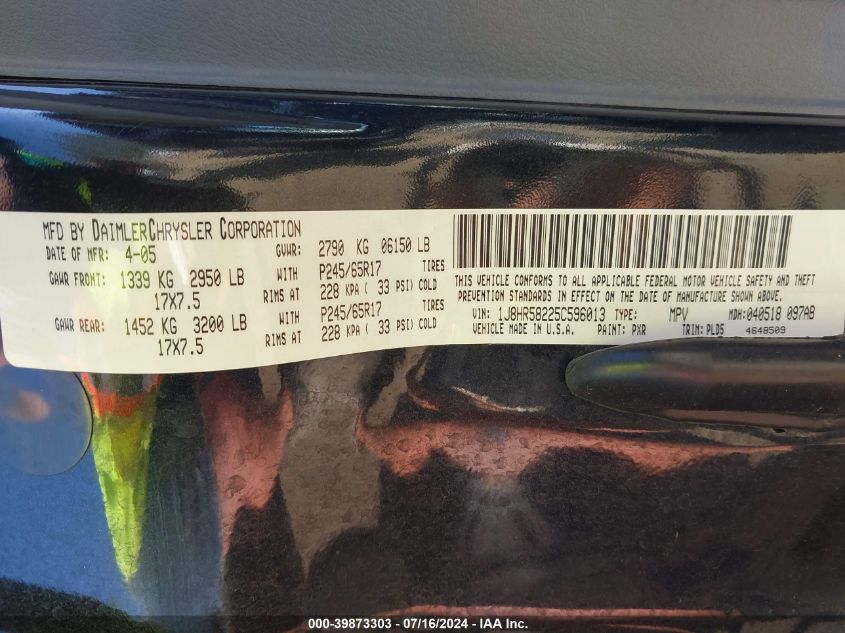 MFD BY DAIMLERCHRYSLER CORPORATION
DATE OF MFR: 4-05 GVWR: 2790 KG 06150 LB
GAWR FRONT: 1339 KG 2950 LB WITH P245/65R17 TIRES
17X7.5 RIMS AT 228 KPA ( 33 PSI) COLD
GAWR REAR: 1452 KG 3200 LB WITH P245/65R17 TIRES
17X7.5 RIMS AT 228 KPA ( 33 PSI) COLD
THIS VEHICLE CONFORMS TO ALL APPLICABLE FEDERAL MOTOR VEHICLE SAFETY AND THEFT
PREVENTION STANDARDS IN EFFECT ON THE DATE OF MANUFACTURE SHOWN ABOVE.
VIN: 1J8HR58225C596013 TYPE: MPV MDH: 040518 097AB
MADE IN U.S.A. PAINT: PXR TRIM: PLDS 4648509
000-39873303 - 07/16/2024 - IAA Inc.